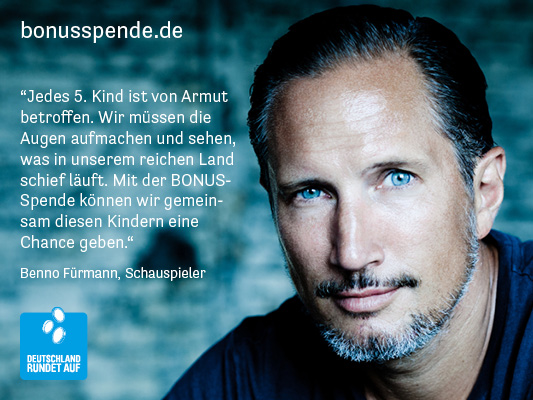 bonusspende.de
“Jedes 5. Kind ist von Armut
betroffen. Wir müssen die
Augen aufmachen und sehen,
was in unserem reichen Land
schief läuft. Mit der BONUS-
Spende können wir gemein-
sam diesen Kindern eine
Chance geben.“
Benno Fürmann, Schauspieler
DEUTSCHLAND
RUNDET AUF